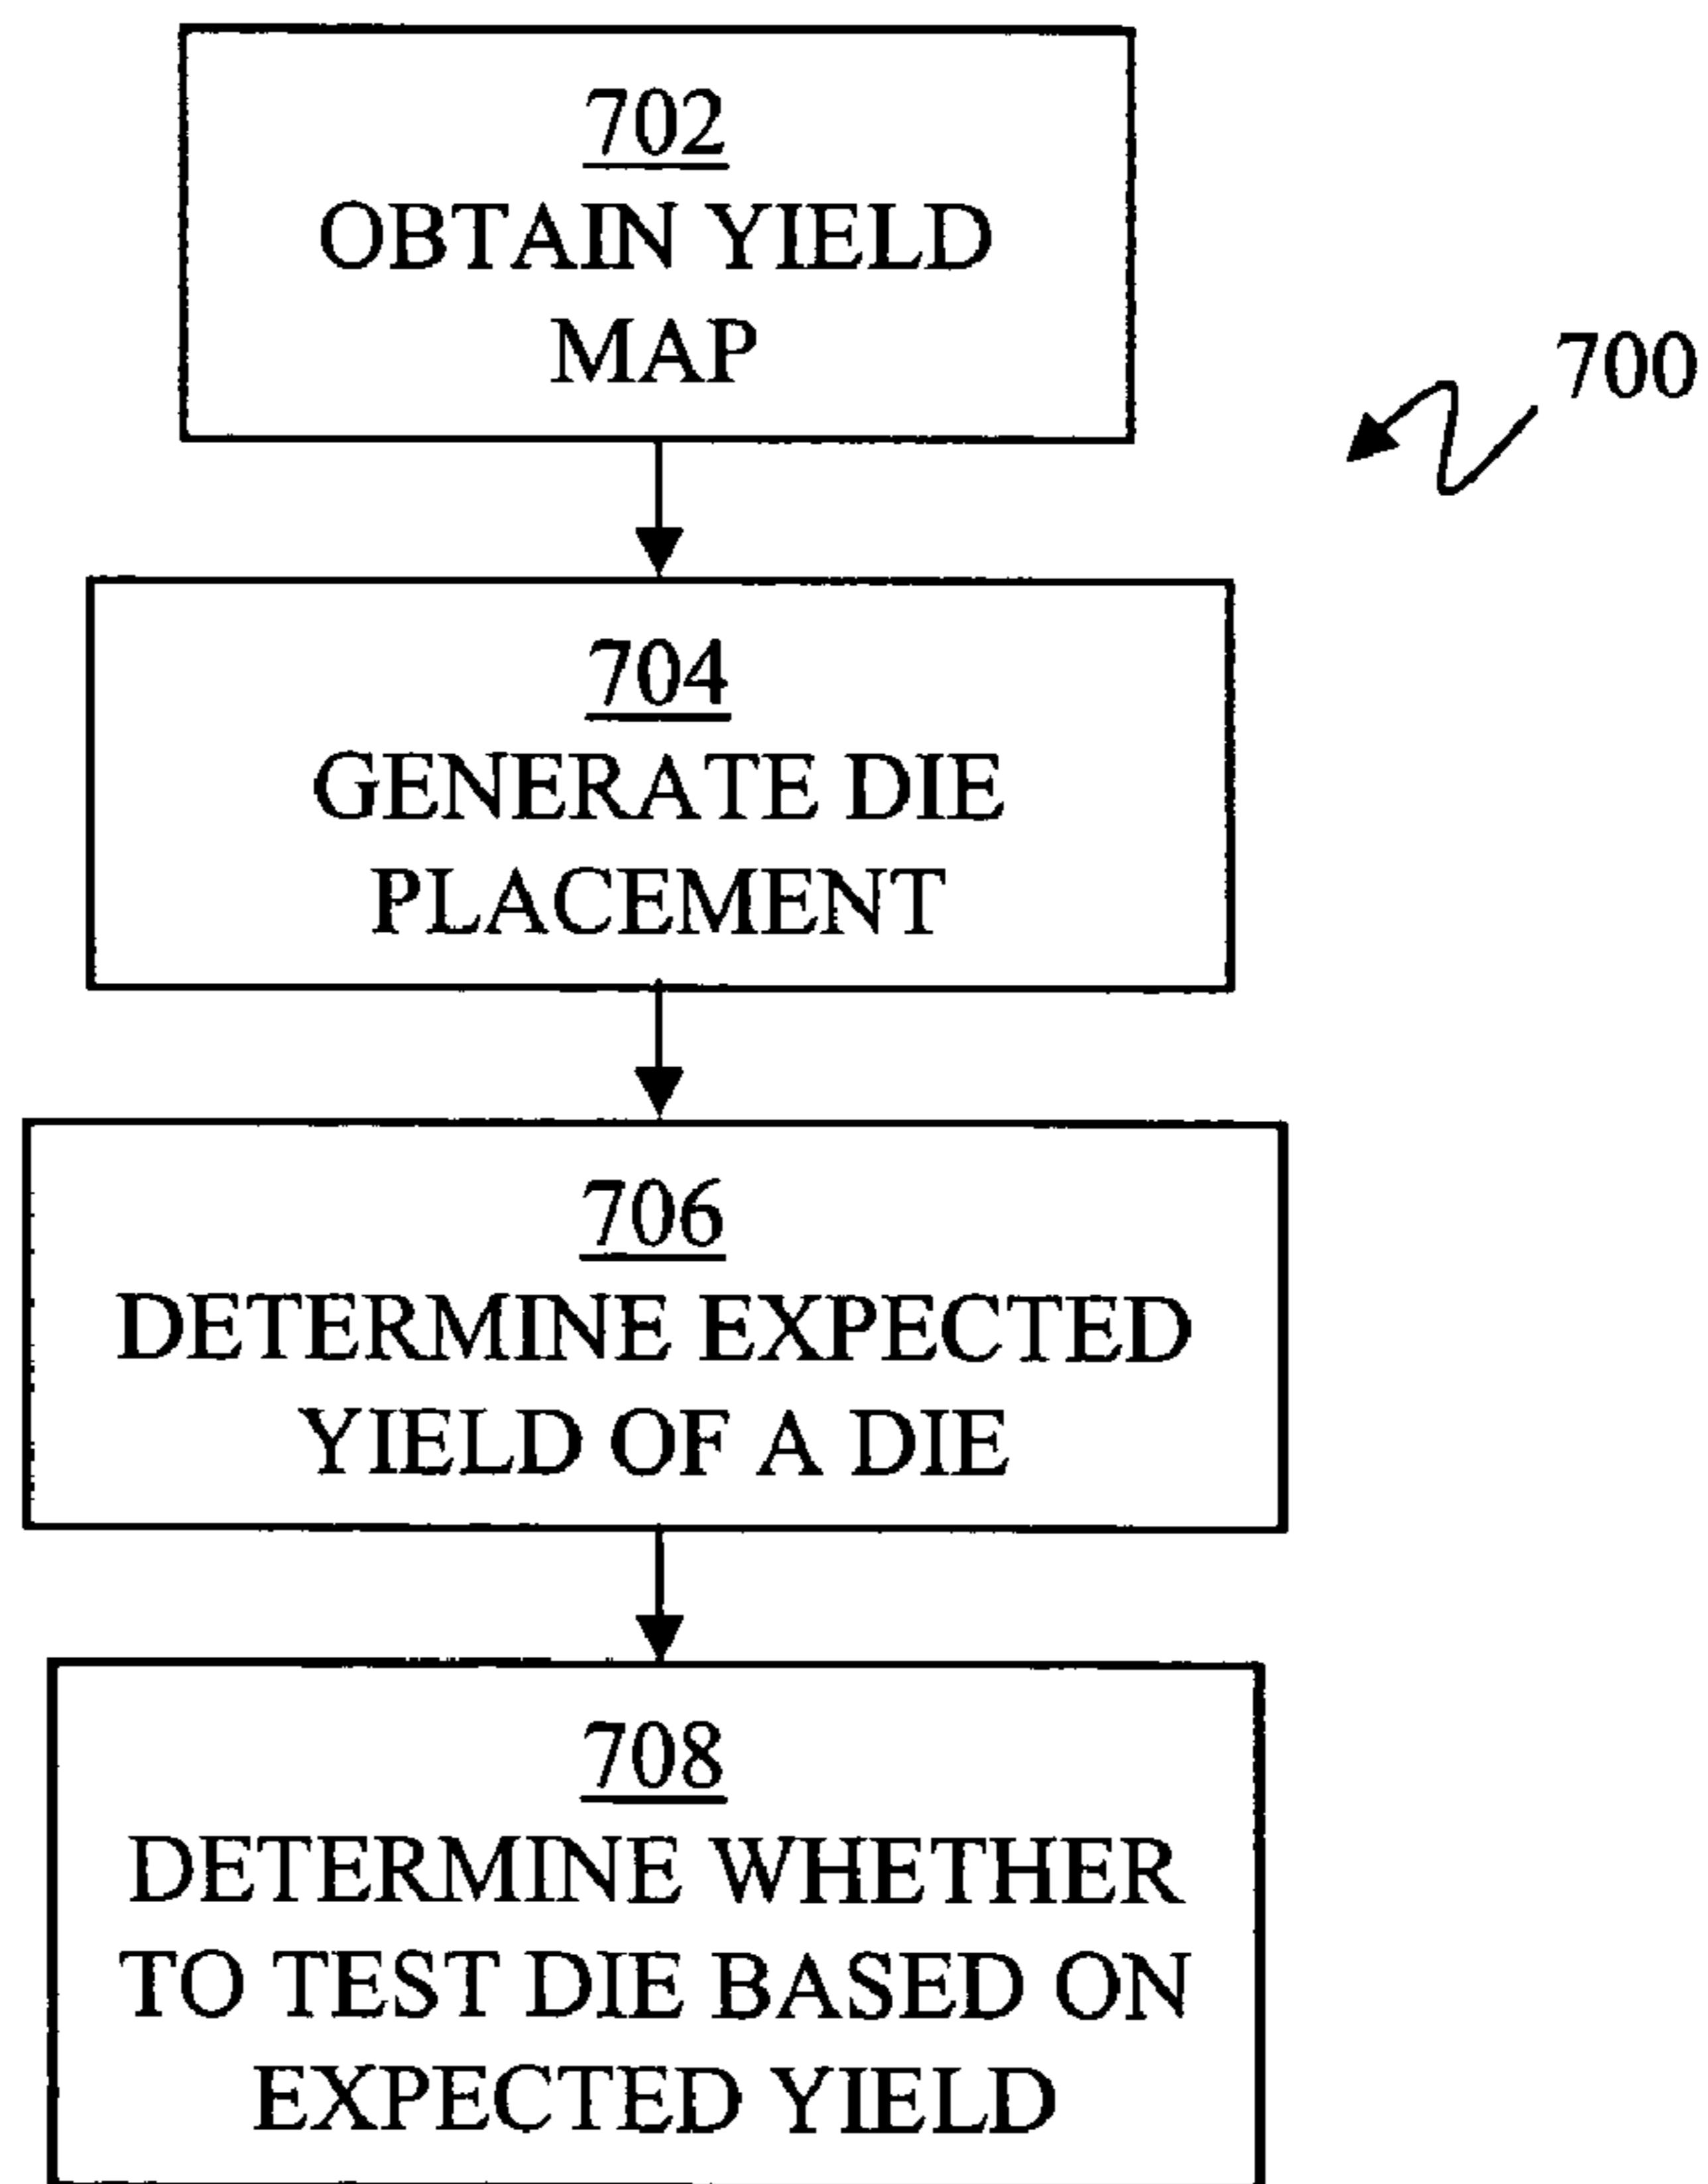 702
OBTAIN YIELD
MAP
700
704
GENERATE DIE
PLACEMENT
706
DETERMINE EXPECTED
YIELD OF A DIE
708
DETERMINE WHETHER
TO TEST DIE BASED ON
EXPECTED YIELD